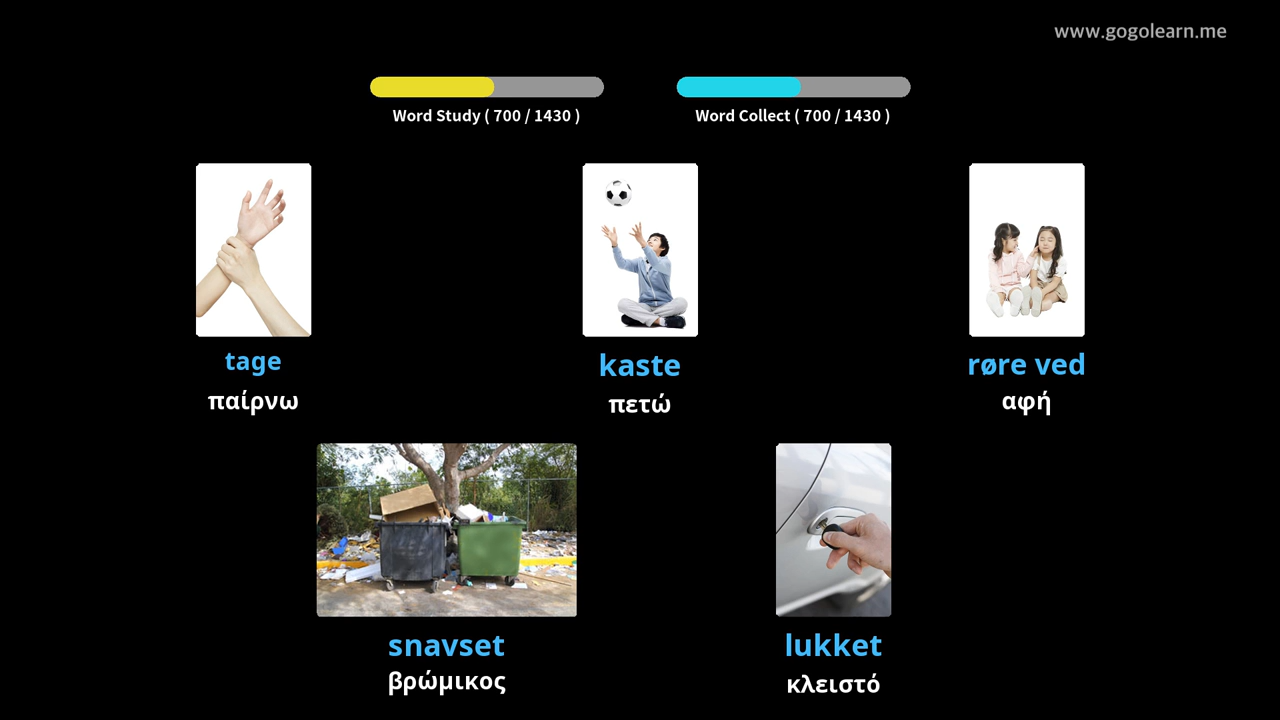 www.gogolearn.me
Word Study ( 700 / 1430 )
Word Collect ( 700 / 1430 )
tage
παίρνω
kaste
πετώ
røre ved
αφή
snavset
βρώμικος
lukket
κλειστό